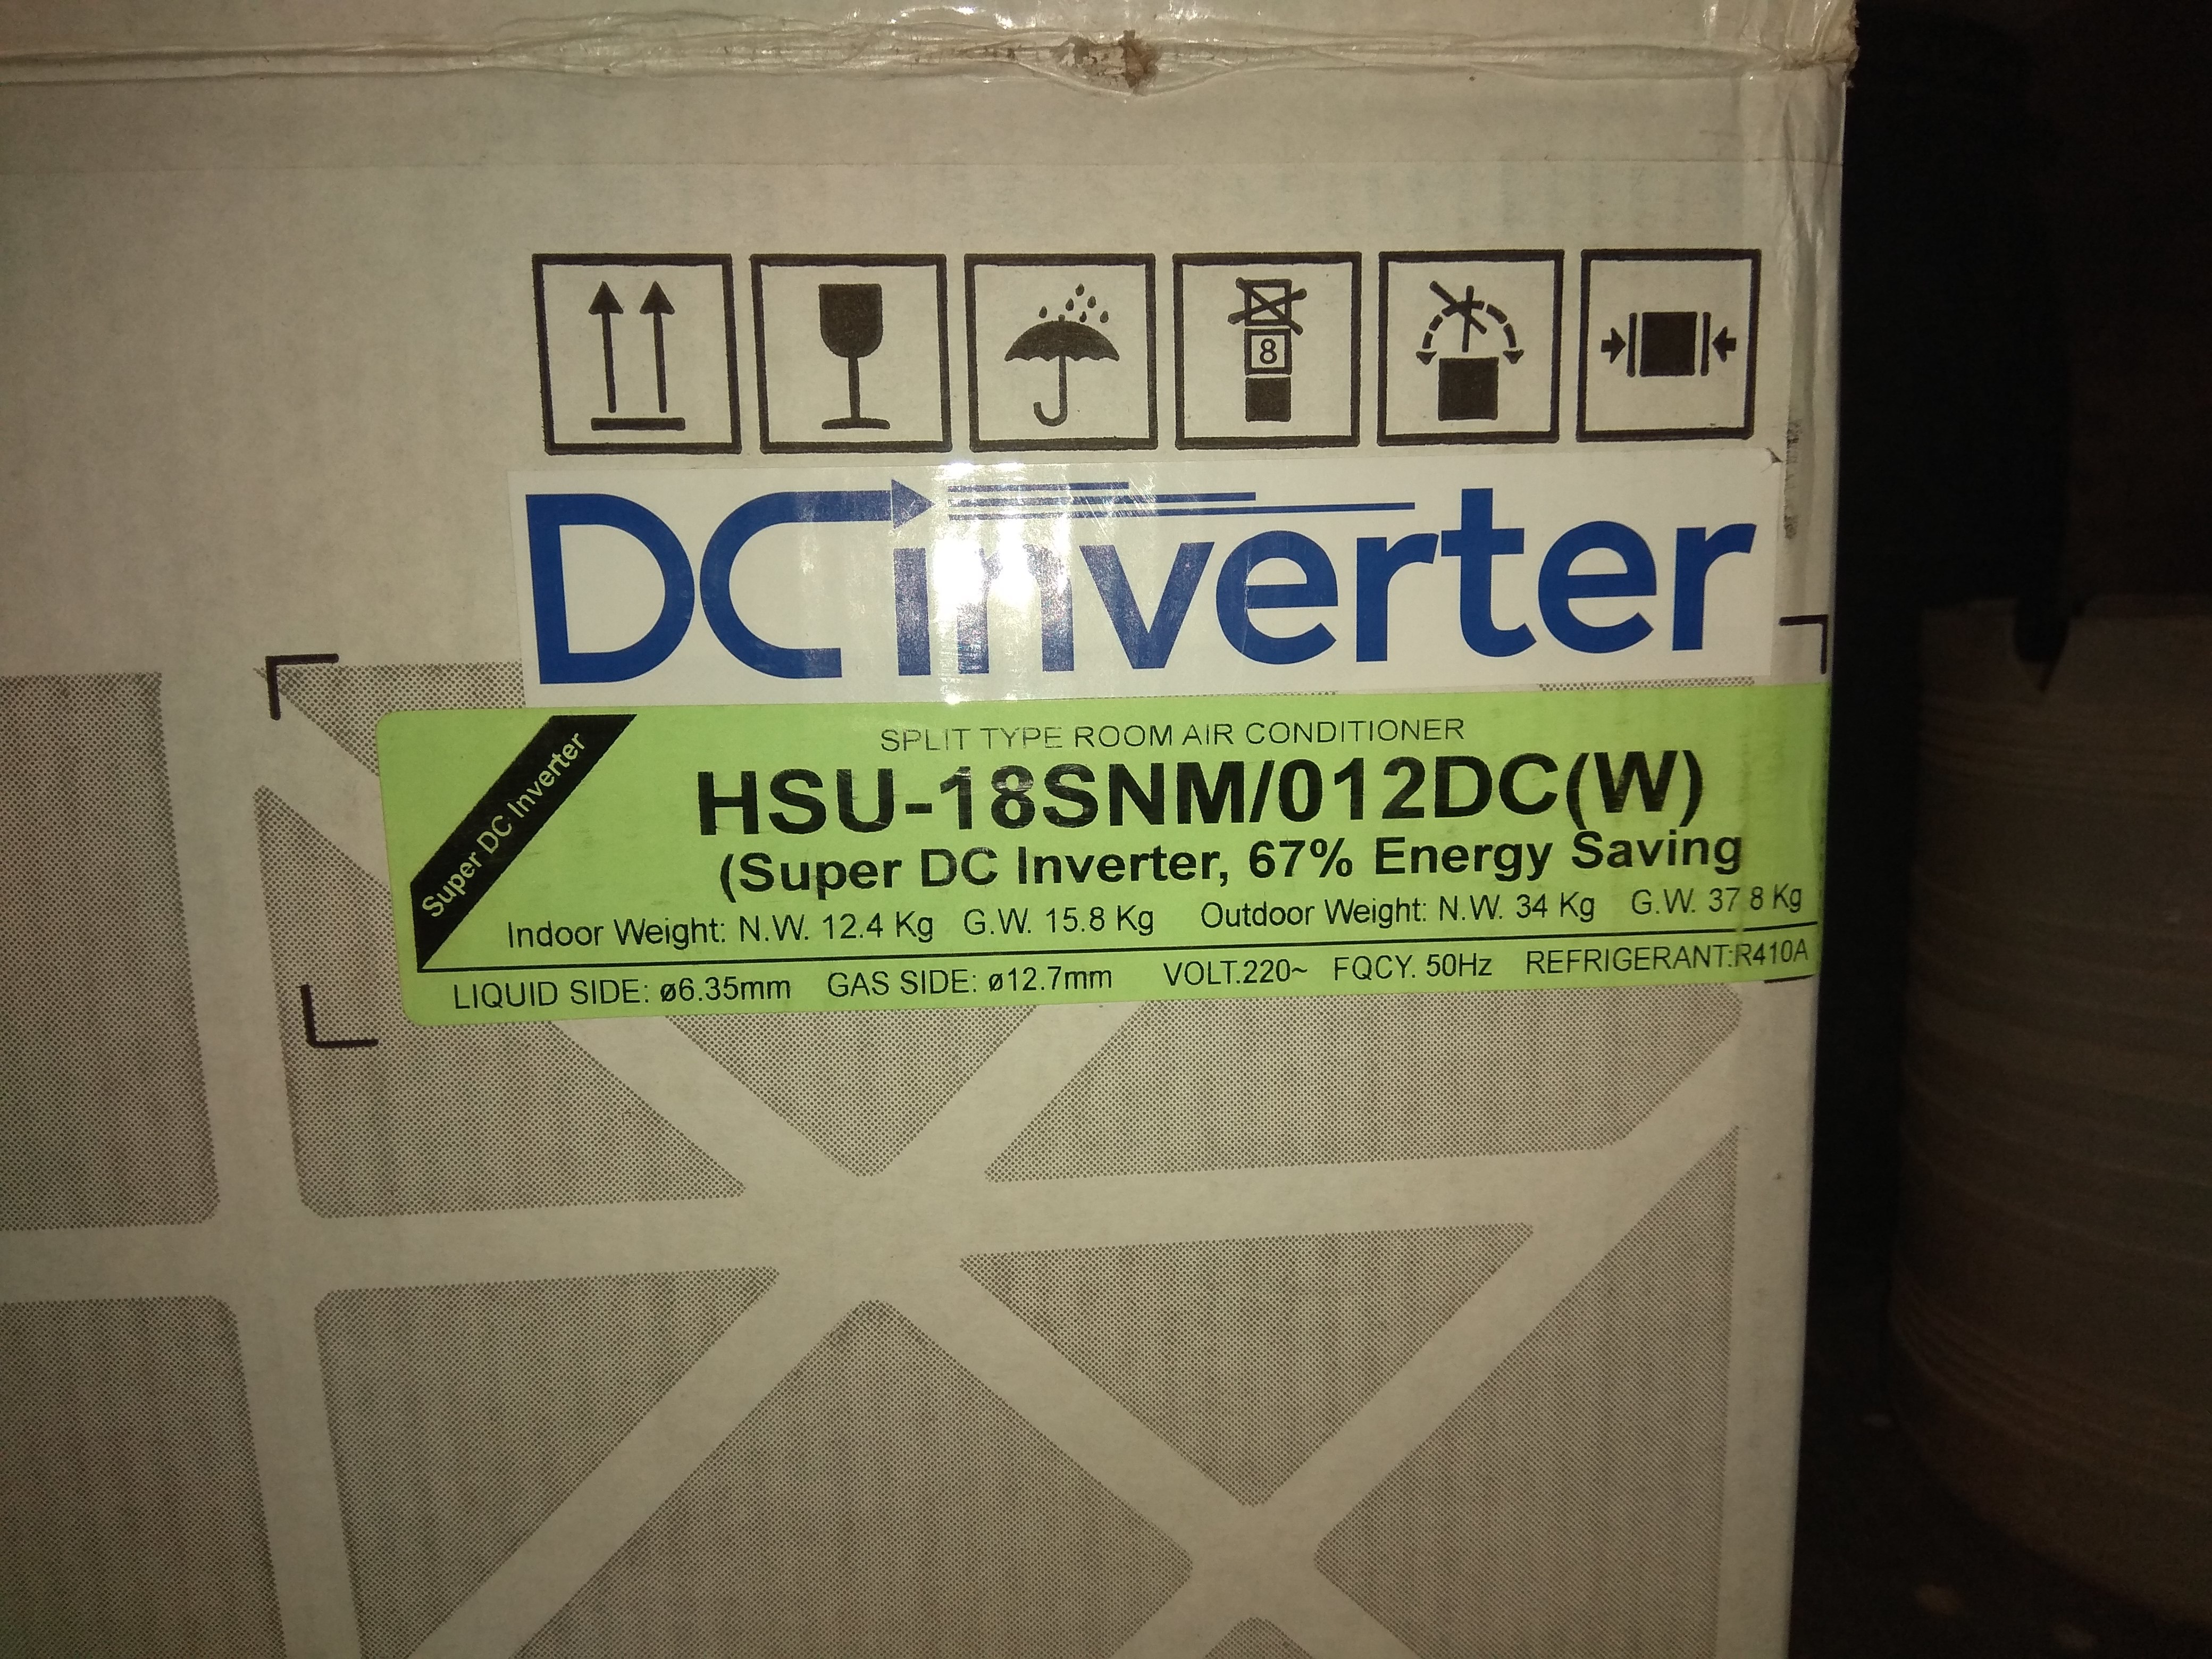 8
DC inverter
SPLIT TYPE ROOM AIR CONDITIONER
Super DC Inverter
HSU-18SNM/012DC(W)
(Super DC Inverter, 67% Energy Saving
Indoor Weight: N.W. 12.4 Kg G.W. 15.8 Kg Outdoor Weight: N.W. 34 Kg G.W. 37.8 Kg
LIQUID SIDE: ø6.35mm GAS SIDE: ø12.7mm VOLT.220~ FQCY. 50Hz REFRIGERANT:R410A